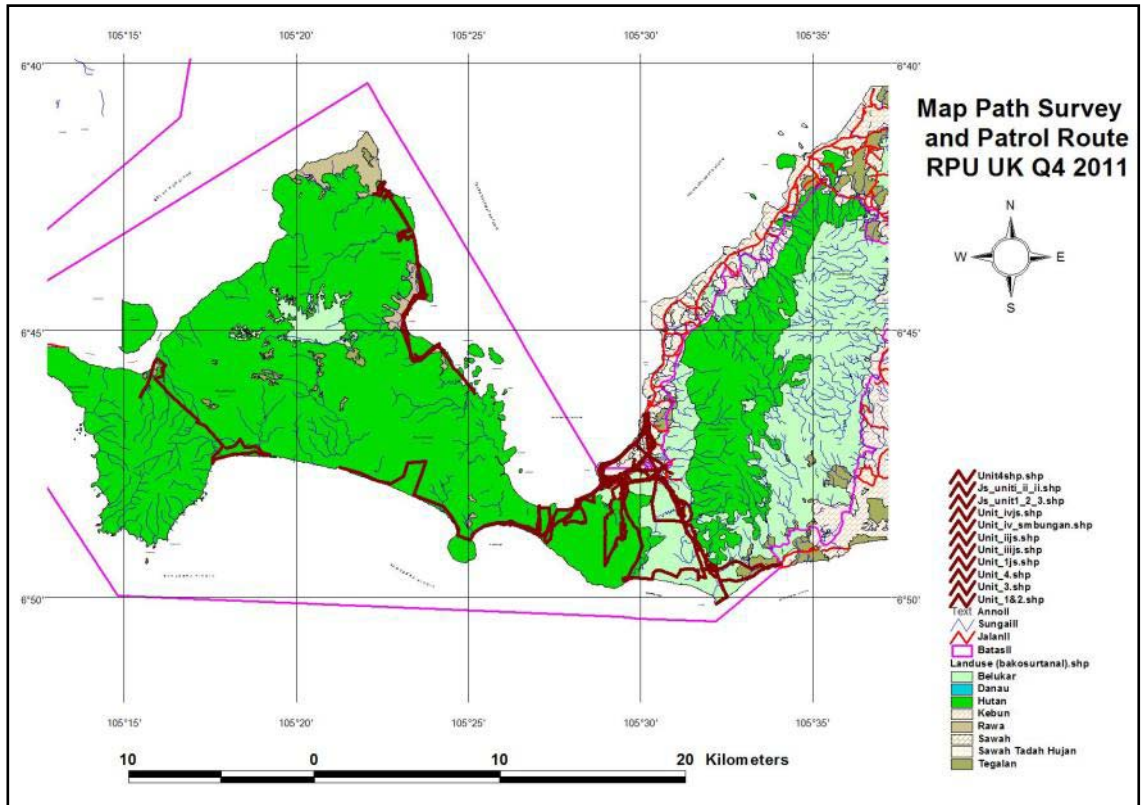 105°15' 105°20' 105°25' 105°30' 105°35'
6°40' 6°40'
Map Path Survey
and Patrol Route
RPU UK Q4 2011
N
W E
S
6°45' 6°45'
Unit4shp.shp
Js_uniti_ii_ii.shp
Js_unit1_2_3.shp
Unit_ivjs.shp
Unit_iv_smbungan.shp
Unit_iijs.shp
Unit_iiijs.shp
Unit_1js.shp
Unit_4.shp
Unit_3.shp
Unit_1&2.shp
Text AnnoII
SungaiII
JalanII
BatasII
Landuse (bakosurtanal).shp
Belukar
Danau
Hutan
Kebun
Rawa
Sawah
Sawah Tadah Hujan
Tegalan
6°50' 6°50'
105°15' 105°20' 105°25' 105°30' 105°35'
10 0 10 20 Kilometers